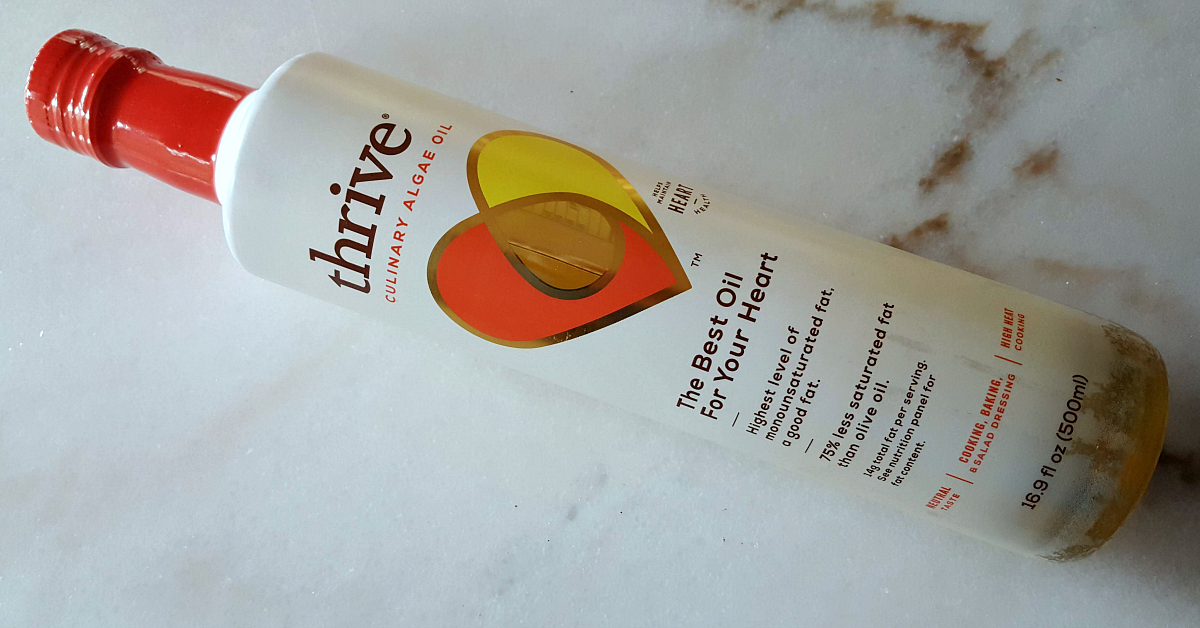 thrive®
CULINARY ALGAE OIL
HELPS
MAINTAIN
HEART
HEALTH
TM
The Best Oil
For Your Heart
Highest level of
monounsaturated fat,
a good fat.
75% less saturated fat
than olive oil.
14g total fat per serving.
See nutrition panel for
fat content.
NEUTRAL
TASTE
COOKING, BAKING,
& SALAD DRESSING
HIGH HEAT
COOKING
16.9 fl oz (500ml)